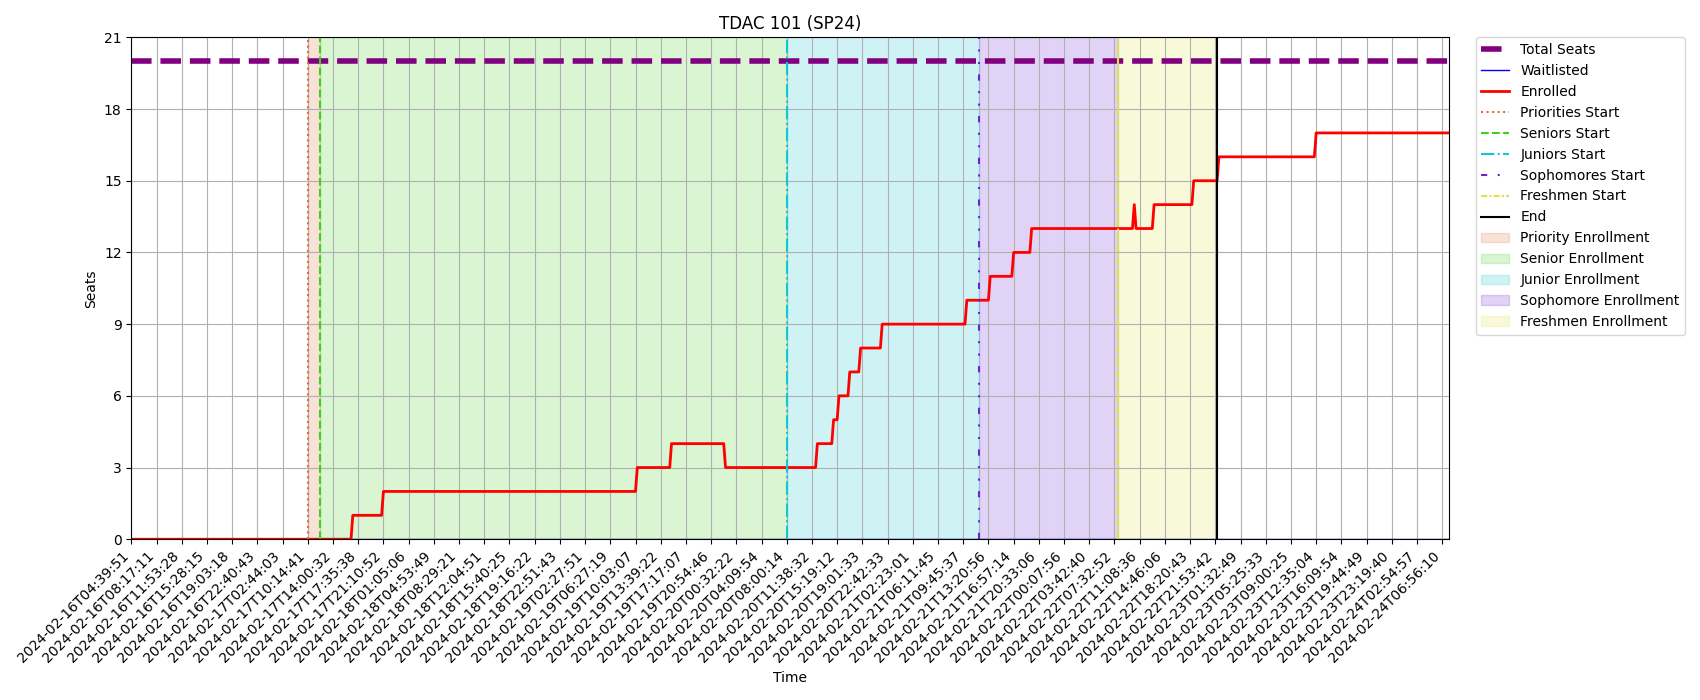 TDAC 101 (SP24)
21
18
15
12
9
6
3
0
Seats
2024-02-16T04:39:51
2024-02-16T08:17:11
2024-02-16T11:53:28
2024-02-16T15:28:15
2024-02-16T19:03:18
2024-02-16T22:40:43
2024-02-17T02:44:03
2024-02-17T10:14:41
2024-02-17T14:00:32
2024-02-17T17:35:38
2024-02-17T21:10:52
2024-02-18T01:05:06
2024-02-18T04:53:49
2024-02-18T08:29:21
2024-02-18T12:04:51
2024-02-18T15:40:25
2024-02-18T19:16:22
2024-02-18T22:51:43
2024-02-19T02:27:51
2024-02-19T06:27:19
2024-02-19T10:03:07
2024-02-19T13:39:22
2024-02-19T17:17:07
2024-02-19T20:54:46
2024-02-20T00:32:22
2024-02-20T04:09:54
2024-02-20T08:00:14
2024-02-20T11:38:32
2024-02-20T15:19:12
2024-02-20T19:01:33
2024-02-20T22:42:33
2024-02-21T02:23:01
2024-02-21T06:11:45
2024-02-21T09:45:37
2024-02-21T13:20:56
2024-02-21T16:57:14
2024-02-21T20:33:06
2024-02-22T00:07:56
2024-02-22T03:42:40
2024-02-22T07:32:52
2024-02-22T11:08:36
2024-02-22T14:46:06
2024-02-22T18:20:43
2024-02-22T21:53:42
2024-02-23T01:32:49
2024-02-23T05:25:33
2024-02-23T09:00:25
2024-02-23T12:35:04
2024-02-23T16:09:54
2024-02-23T19:44:49
2024-02-23T23:19:40
2024-02-24T02:54:57
2024-02-24T06:56:10
Time
Total Seats
Waitlisted
Enrolled
Priorities Start
Seniors Start
Juniors Start
Sophomores Start
Freshmen Start
End
Priority Enrollment
Senior Enrollment
Junior Enrollment
Sophomore Enrollment
Freshmen Enrollment